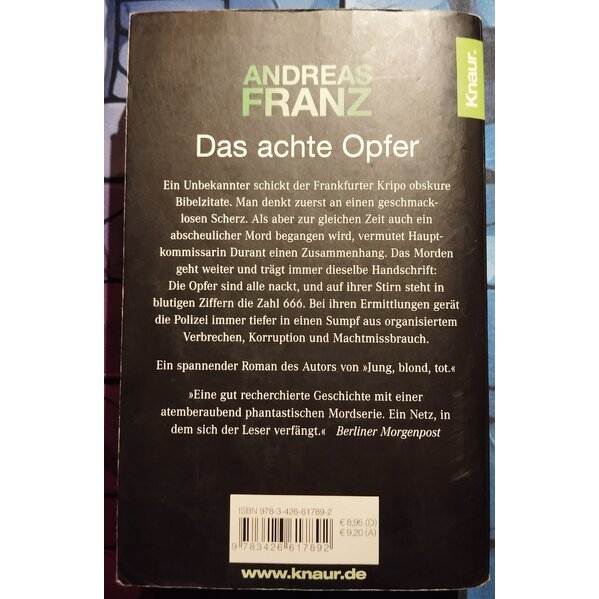 Knaur.
ANDREAS
FRANZ
Das achte Opfer
Ein Unbekannter schickt der Frankfurter Kripo obskure
Bibelzitate. Man denkt zuerst an einen geschmack-
losen Scherz. Als aber zur gleichen Zeit auch ein
abscheulicher Mord begangen wird, vermutet Haupt-
kommissarin Durant einen Zusammenhang. Das Morden
geht weiter und trägt immer dieselbe Handschrift:
Die Opfer sind alle nackt, und auf ihrer Stirn steht in
blutigen Ziffern die Zahl 666. Bei ihren Ermittlungen gerät
die Polizei immer tiefer in einen Sumpf aus organisiertem
Verbrechen, Korruption und Machtmissbrauch.
Ein spannender Roman des Autors von »Jung, blond, tot.«
»Eine gut recherchierte Geschichte mit einer
atemberaubend phantastischen Mordserie. Ein Netz, in
dem sich der Leser verfängt.« Berliner Morgenpost
ISBN 978-3-426-61789-2
€ 8,95 (D)
€ 9,20 (A)
9 783426 617892
www.knaur.de